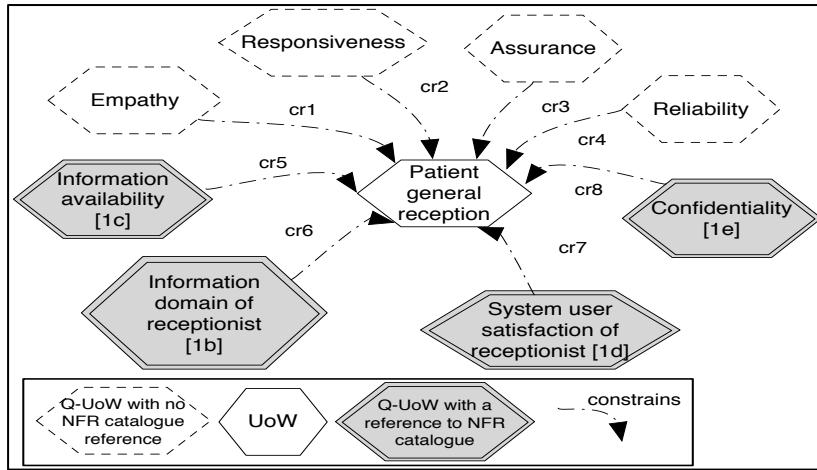 Responsiveness
Assurance
Empathy
Reliability
cr1
cr2
cr3
cr4
cr5
cr8
Information
availability
[1c]
Patient
general
reception
Confidentiality
[1e]
cr6
cr7
Information
domain of
receptionist
[1b]
System user
satisfaction of
receptionist [1d]
Q-UoW with no
NFR catalogue
reference
UoW
Q-UoW with a
reference to NFR
catalogue
constrains